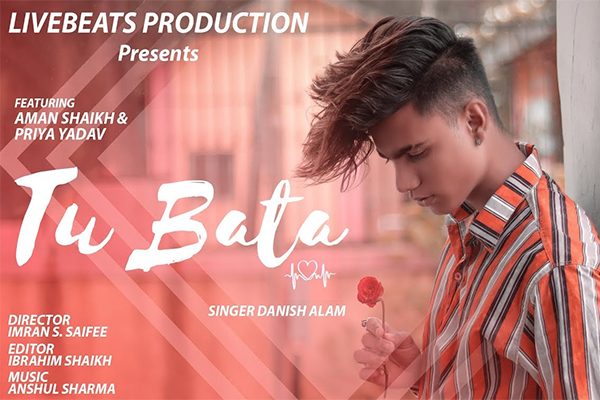 LIVEBEATS PRODUCTION
Presents
FEATURING
AMAN SHAIKH &
PRIYA YADAV
Tu Bata
SINGER DANISH ALAM
DIRECTOR
IMRAN S. SAIFEE
EDITOR
IBRAHIM SHAIKH
MUSIC
ANSHUL SHARMA